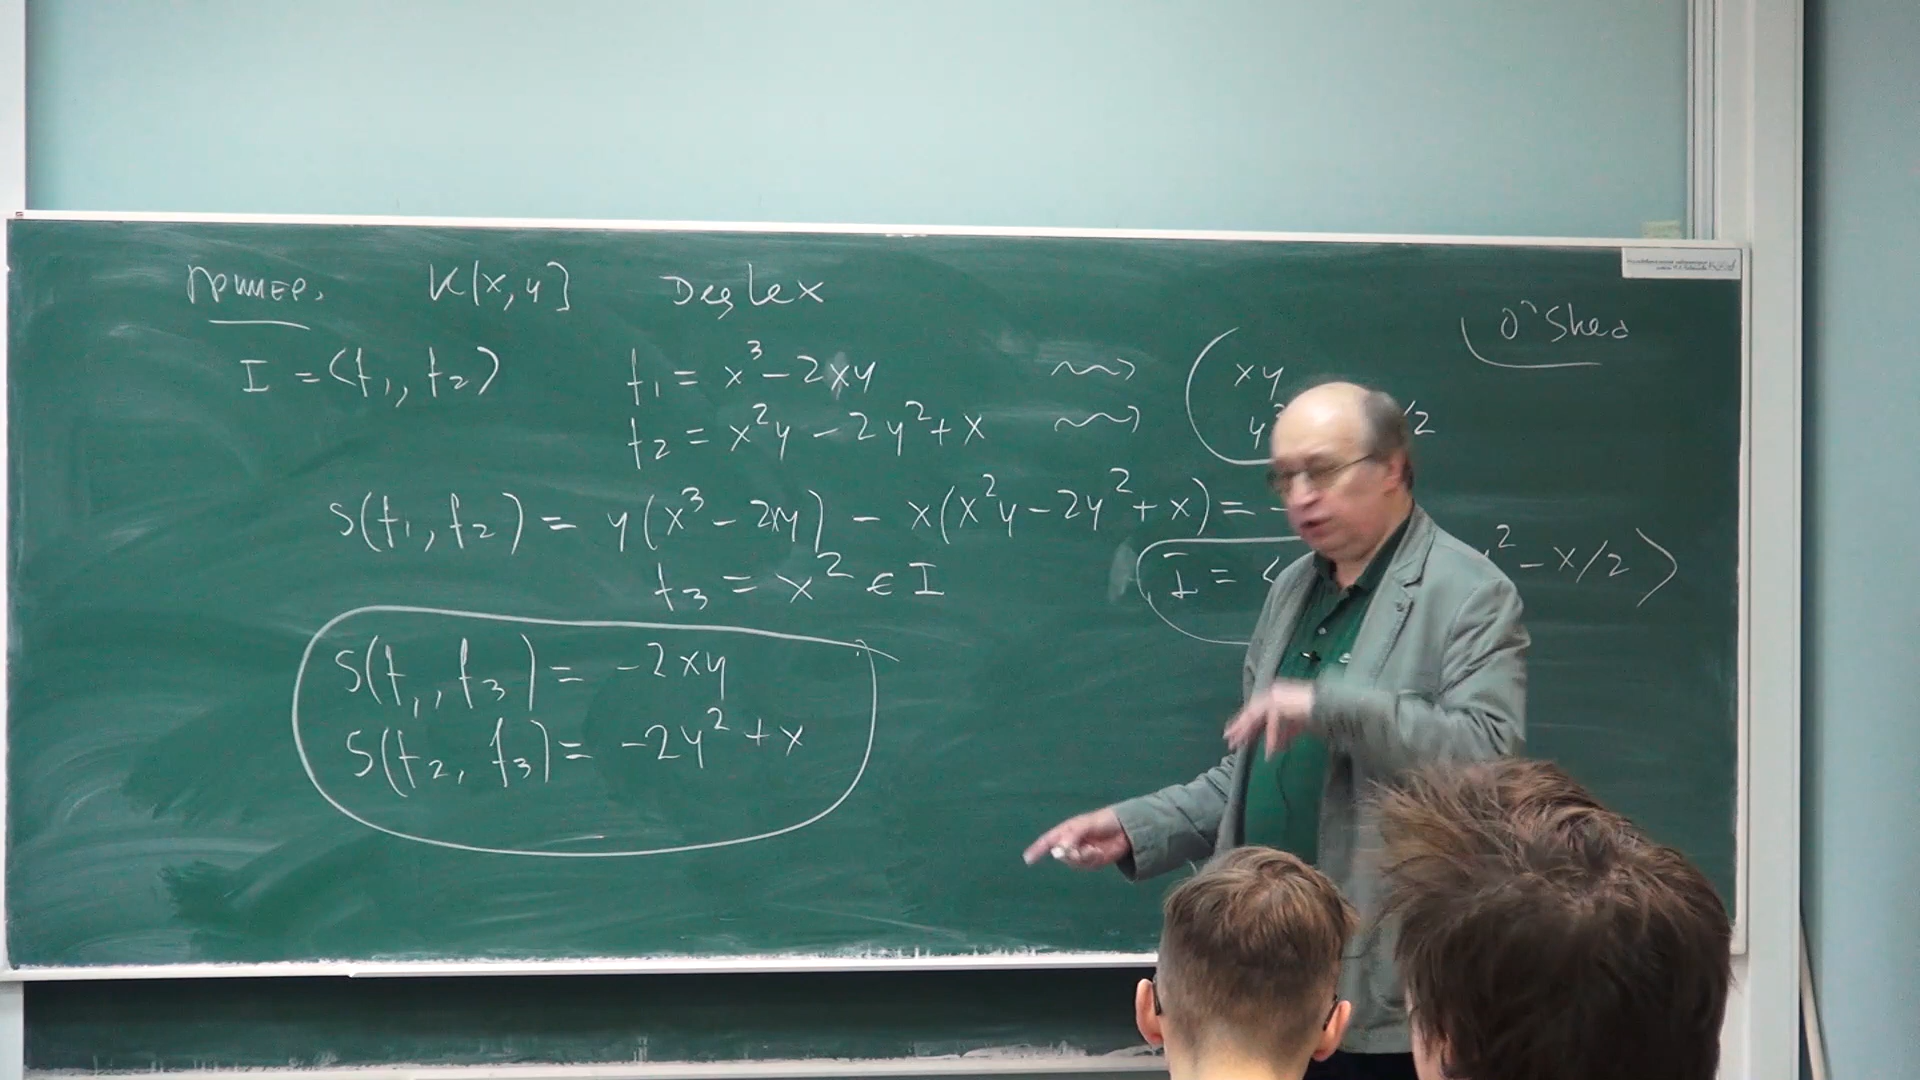 Пример. K[x,y] Deglex
O'Shea
I = <f₁, f₂) f₁ = x³ - 2xy ⇝ xy
f₂ = x²y - 2y² + x ⇝ y² /2
S(f₁, f₂) = y(x³ - 2xy) - x(x²y - 2y² + x) = -
f₃ = x² ∈ I
I = < ² - x/2 >
S(f₁, f₃) = -2xy
S(f₂, f₃) = -2y² + x